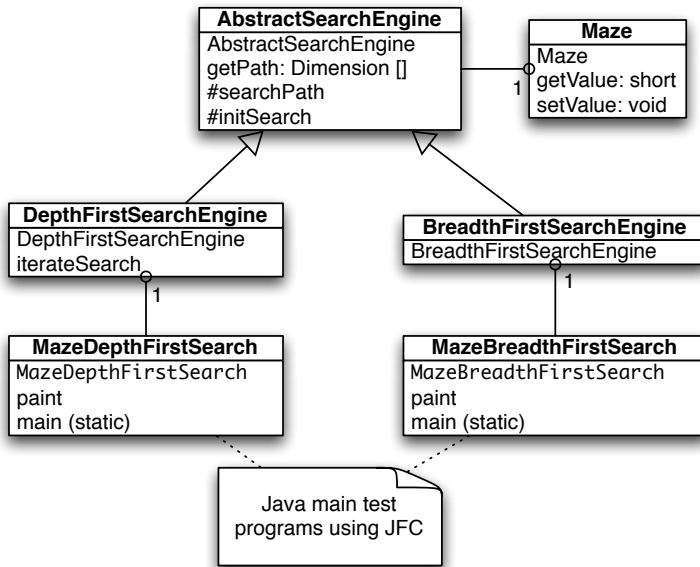 AbstractSearchEngine
AbstractSearchEngine
getPath: Dimension []
#searchPath
#initSearch
1
Maze
Maze
getValue: short
setValue: void
DepthFirstSearchEngine
DepthFirstSearchEngine
iterateSearch
1
BreadthFirstSearchEngine
BreadthFirstSearchEngine
1
MazeDepthFirstSearch
MazeDepthFirstSearch
paint
main (static)
MazeBreadthFirstSearch
MazeBreadthFirstSearch
paint
main (static)
Java main test
programs using JFC